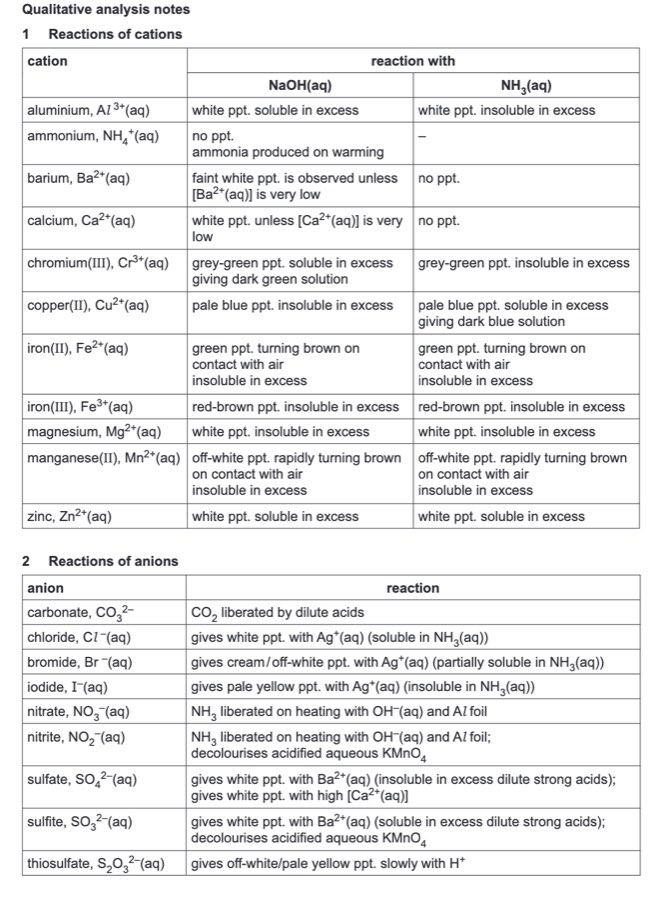 Qualitative analysis notes
1 Reactions of cations
cation
reaction with
NaOH(aq)
NH₃(aq)
aluminium, Al³⁺(aq)
white ppt. soluble in excess
white ppt. insoluble in excess
ammonium, NH₄⁺(aq)
no ppt.
ammonia produced on warming
–
barium, Ba²⁺(aq)
faint white ppt. is observed unless
[Ba²⁺(aq)] is very low
no ppt.
calcium, Ca²⁺(aq)
white ppt. unless [Ca²⁺(aq)] is very
low
no ppt.
chromium(III), Cr³⁺(aq)
grey-green ppt. soluble in excess
giving dark green solution
grey-green ppt. insoluble in excess
copper(II), Cu²⁺(aq)
pale blue ppt. insoluble in excess
pale blue ppt. soluble in excess
giving dark blue solution
iron(II), Fe²⁺(aq)
green ppt. turning brown on
contact with air
insoluble in excess
green ppt. turning brown on
contact with air
insoluble in excess
iron(III), Fe³⁺(aq)
red-brown ppt. insoluble in excess
red-brown ppt. insoluble in excess
magnesium, Mg²⁺(aq)
white ppt. insoluble in excess
white ppt. insoluble in excess
manganese(II), Mn²⁺(aq)
off-white ppt. rapidly turning brown
on contact with air
insoluble in excess
off-white ppt. rapidly turning brown
on contact with air
insoluble in excess
zinc, Zn²⁺(aq)
white ppt. soluble in excess
white ppt. soluble in excess
2 Reactions of anions
anion
reaction
carbonate, CO₃²⁻
CO₂ liberated by dilute acids
chloride, Cl⁻(aq)
gives white ppt. with Ag⁺(aq) (soluble in NH₃(aq))
bromide, Br⁻(aq)
gives cream/off-white ppt. with Ag⁺(aq) (partially soluble in NH₃(aq))
iodide, I⁻(aq)
gives pale yellow ppt. with Ag⁺(aq) (insoluble in NH₃(aq))
nitrate, NO₃⁻(aq)
NH₃ liberated on heating with OH⁻(aq) and Al foil
nitrite, NO₂⁻(aq)
NH₃ liberated on heating with OH⁻(aq) and Al foil;
decolourises acidified aqueous KMnO₄
sulfate, SO₄²⁻(aq)
gives white ppt. with Ba²⁺(aq) (insoluble in excess dilute strong acids);
gives white ppt. with high [Ca²⁺(aq)]
sulfite, SO₃²⁻(aq)
gives white ppt. with Ba²⁺(aq) (soluble in excess dilute strong acids);
decolourises acidified aqueous KMnO₄
thiosulfate, S₂O₃²⁻(aq)
gives off-white/pale yellow ppt. slowly with H⁺